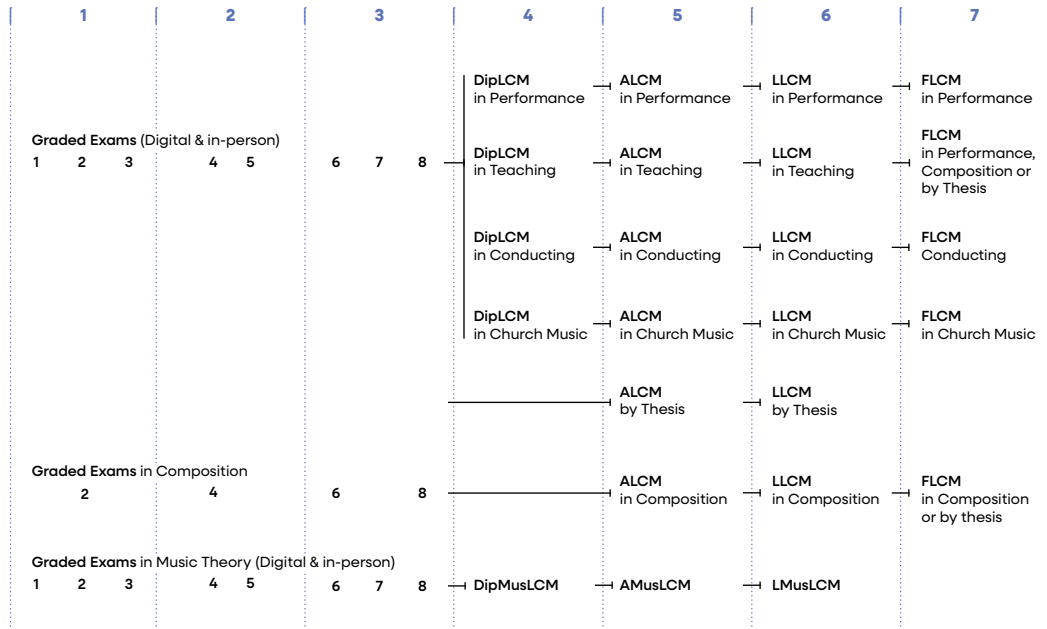 1 2 3 4 5 6 7
DipLCM ALCM LLCM FLCM
in Performance in Performance in Performance in Performance
Graded Exams (Digital & in-person)
1 2 3 4 5 6 7 8
DipLCM ALCM LLCM FLCM
in Teaching in Teaching in Teaching in Performance,
Composition or
by Thesis
DipLCM ALCM LLCM FLCM
in Conducting in Conducting in Conducting Conducting
DipLCM ALCM LLCM FLCM
in Church Music in Church Music in Church Music in Church Music
ALCM LLCM
by Thesis by Thesis
Graded Exams in Composition
2 4 6 8
ALCM LLCM FLCM
in Composition in Composition in Composition
or by thesis
Graded Exams in Music Theory (Digital & in-person)
1 2 3 4 5 6 7 8 DipMusLCM AMusLCM LMusLCM